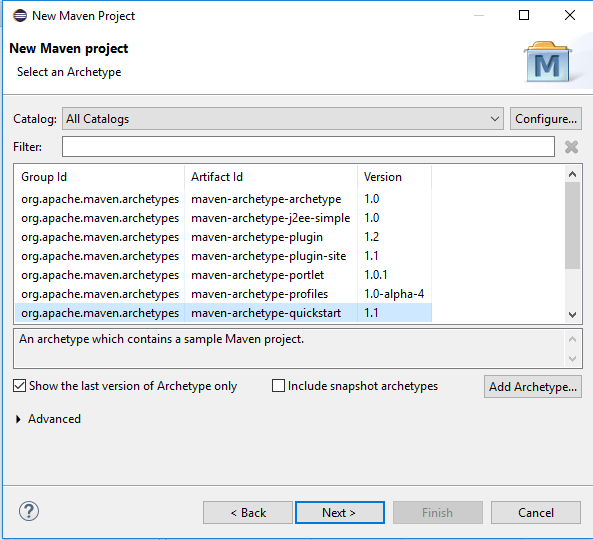 New Maven Project
New Maven project
Select an Archetype
M
Catalog: All Catalogs Configure...
Filter:
Group Id Artifact Id Version
org.apache.maven.archetypes maven-archetype-archetype 1.0
org.apache.maven.archetypes maven-archetype-j2ee-simple 1.0
org.apache.maven.archetypes maven-archetype-plugin 1.2
org.apache.maven.archetypes maven-archetype-plugin-site 1.1
org.apache.maven.archetypes maven-archetype-portlet 1.0.1
org.apache.maven.archetypes maven-archetype-profiles 1.0-alpha-4
org.apache.maven.archetypes maven-archetype-quickstart 1.1
An archetype which contains a sample Maven project.
Show the last version of Archetype only Include snapshot archetypes Add Archetype...
Advanced
? < Back Next > Finish Cancel